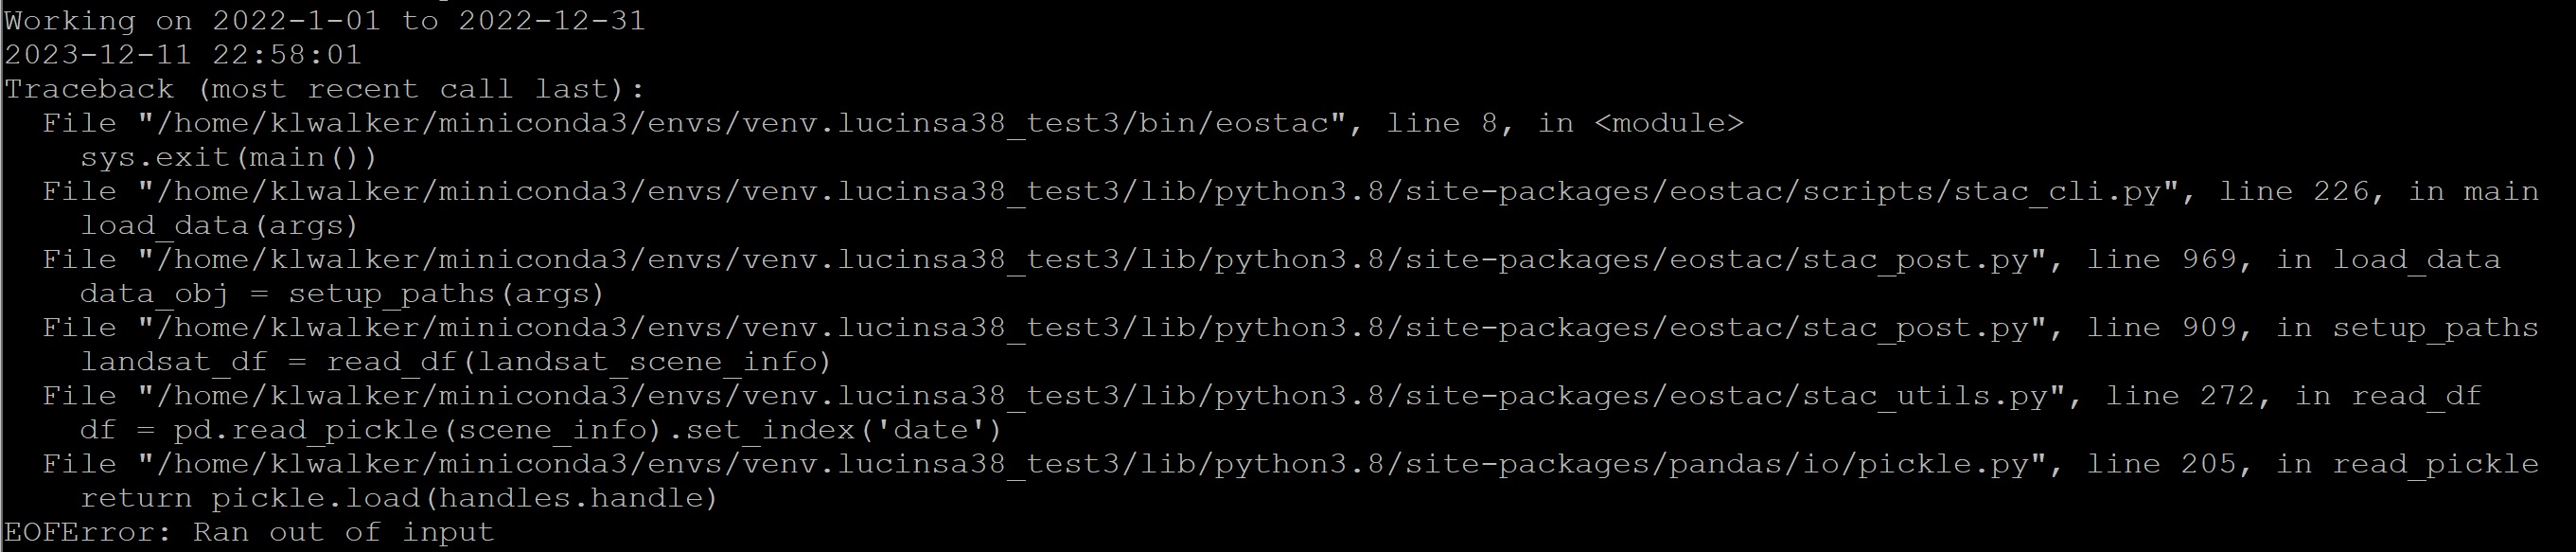 Working on 2022-1-01 to 2022-12-31
2023-12-11 22:58:01
Traceback (most recent call last):
  File "/home/klwalker/miniconda3/envs/venv.lucinsa38_test3/bin/eostac", line 8, in <module>
    sys.exit(main())
  File "/home/klwalker/miniconda3/envs/venv.lucinsa38_test3/lib/python3.8/site-packages/eostac/scripts/stac_cli.py", line 226, in main
    load_data(args)
  File "/home/klwalker/miniconda3/envs/venv.lucinsa38_test3/lib/python3.8/site-packages/eostac/stac_post.py", line 969, in load_data
    data_obj = setup_paths(args)
  File "/home/klwalker/miniconda3/envs/venv.lucinsa38_test3/lib/python3.8/site-packages/eostac/stac_post.py", line 909, in setup_paths
    landsat_df = read_df(landsat_scene_info)
  File "/home/klwalker/miniconda3/envs/venv.lucinsa38_test3/lib/python3.8/site-packages/eostac/stac_utils.py", line 272, in read_df
    df = pd.read_pickle(scene_info).set_index('date')
  File "/home/klwalker/miniconda3/envs/venv.lucinsa38_test3/lib/python3.8/site-packages/pandas/io/pickle.py", line 205, in read_pickle
    return pickle.load(handles.handle)
EOFError: Ran out of input